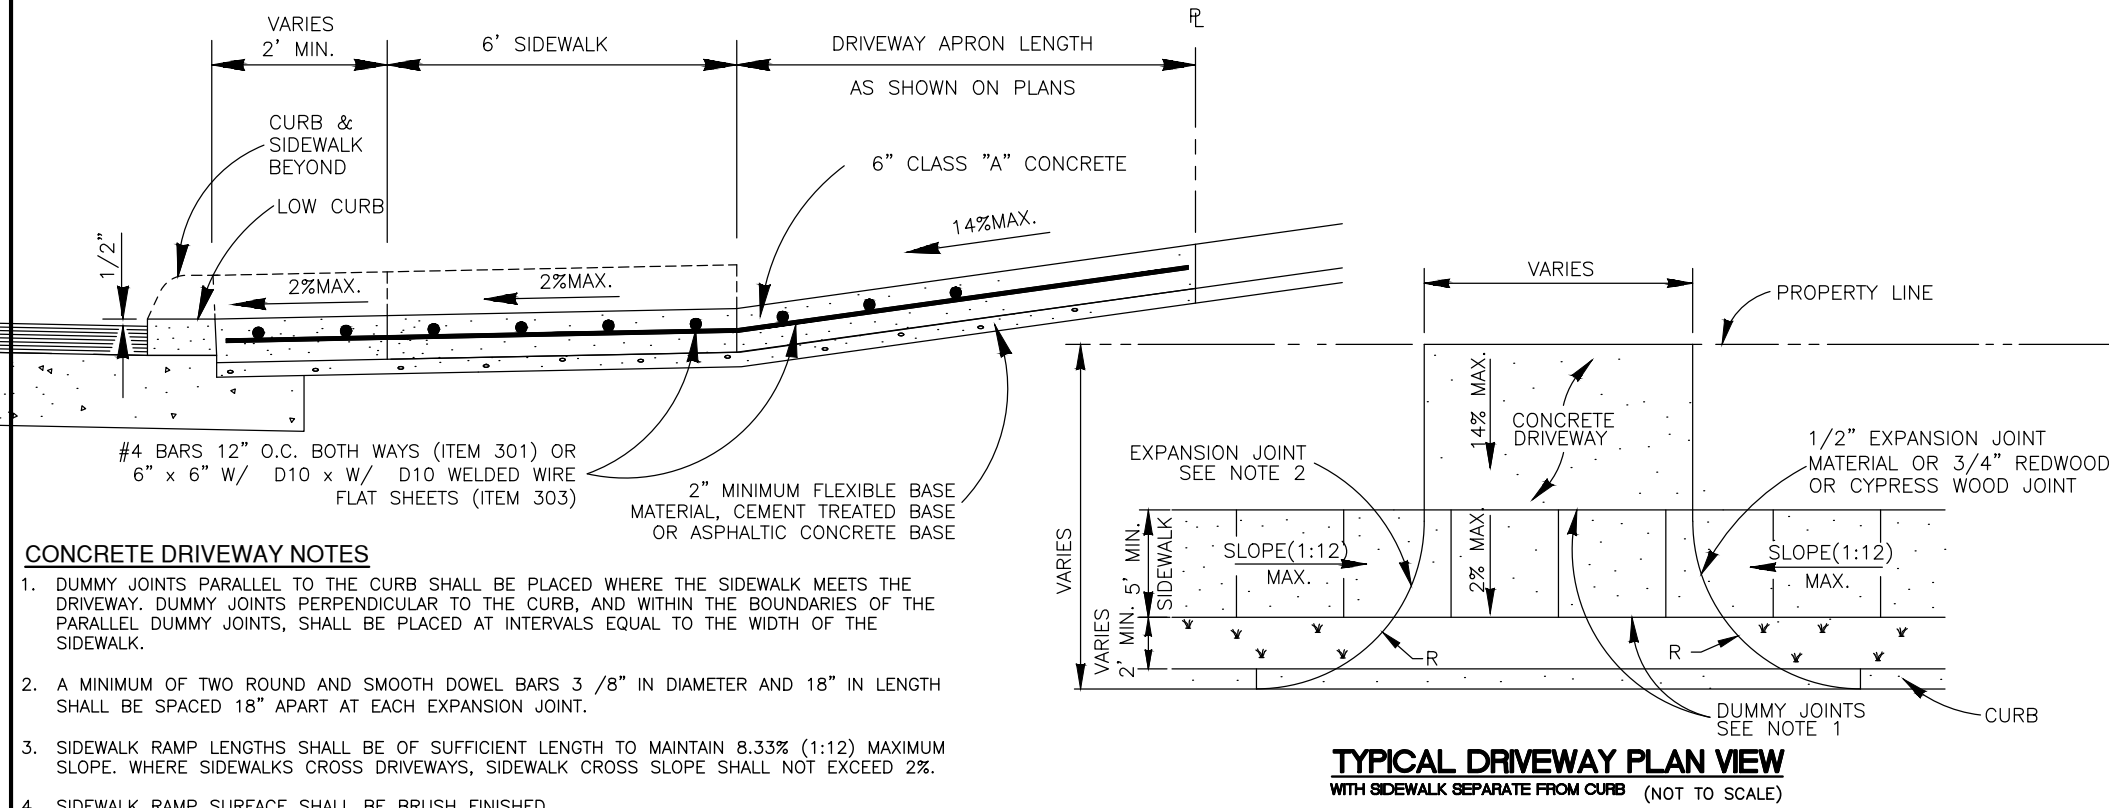 VARIES
2' MIN.
6' SIDEWALK
DRIVEWAY APRON LENGTH
AS SHOWN ON PLANS
PL
CURB &
SIDEWALK
BEYOND
LOW CURB
6" CLASS "A" CONCRETE
14%MAX.
1/2"
2%MAX.
2%MAX.
#4 BARS 12" O.C. BOTH WAYS (ITEM 301) OR
6" x 6" W/ D10 x W/ D10 WELDED WIRE
FLAT SHEETS (ITEM 303)
2" MINIMUM FLEXIBLE BASE
MATERIAL, CEMENT TREATED BASE
OR ASPHALTIC CONCRETE BASE
CONCRETE DRIVEWAY NOTES
1. DUMMY JOINTS PARALLEL TO THE CURB SHALL BE PLACED WHERE THE SIDEWALK MEETS THE
DRIVEWAY. DUMMY JOINTS PERPENDICULAR TO THE CURB, AND WITHIN THE BOUNDARIES OF THE
PARALLEL DUMMY JOINTS, SHALL BE PLACED AT INTERVALS EQUAL TO THE WIDTH OF THE
SIDEWALK.
2. A MINIMUM OF TWO ROUND AND SMOOTH DOWEL BARS 3 /8" IN DIAMETER AND 18" IN LENGTH
SHALL BE SPACED 18" APART AT EACH EXPANSION JOINT.
3. SIDEWALK RAMP LENGTHS SHALL BE OF SUFFICIENT LENGTH TO MAINTAIN 8.33% (1:12) MAXIMUM
SLOPE. WHERE SIDEWALKS CROSS DRIVEWAYS, SIDEWALK CROSS SLOPE SHALL NOT EXCEED 2%.
4. SIDEWALK RAMP SURFACE SHALL BE BRUSH FINISHED
VARIES
PROPERTY LINE
14% MAX.
CONCRETE
DRIVEWAY
EXPANSION JOINT
SEE NOTE 2
1/2" EXPANSION JOINT
MATERIAL OR 3/4" REDWOOD
OR CYPRESS WOOD JOINT
VARIES
5' MIN.
SIDEWALK
SLOPE(1:12)
MAX.
2% MAX.
SLOPE(1:12)
MAX.
VARIES
2' MIN.
R
R
DUMMY JOINTS
SEE NOTE 1
CURB
TYPICAL DRIVEWAY PLAN VIEW
WITH SIDEWALK SEPARATE FROM CURB (NOT TO SCALE)